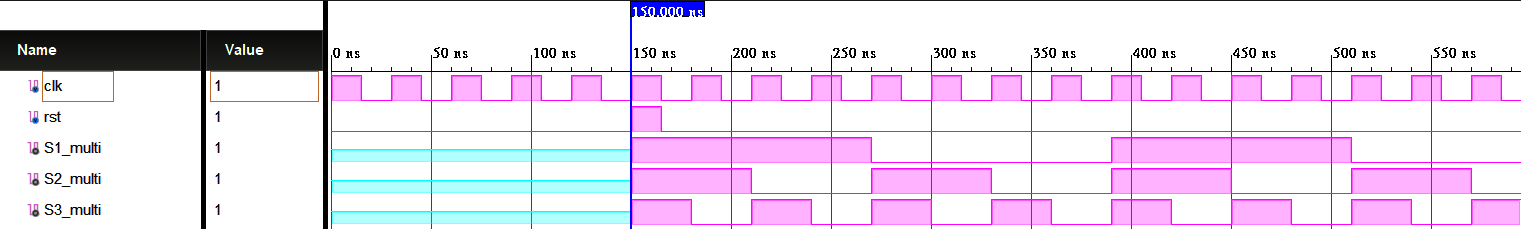 150.000 ns
Name Value 0 ns 50 ns 100 ns 150 ns 200 ns 250 ns 300 ns 350 ns 400 ns 450 ns 500 ns 550 ns
clk 1
rst 1
S1_multi 1
S2_multi 1
S3_multi 1